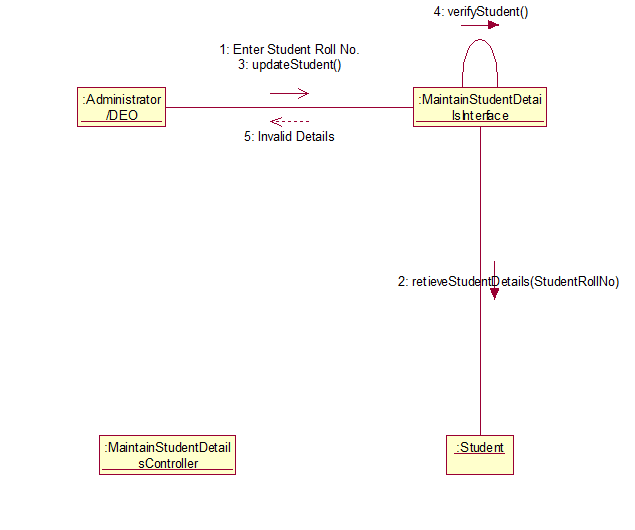 4: verifyStudent()
1: Enter Student Roll No.
3: updateStudent()
:Administrator
/DEO
:MaintainStudentDetai
lsInterface
5: Invalid Details
2: retieveStudentDetails(StudentRollNo)
:MaintainStudentDetail
sController
:Student